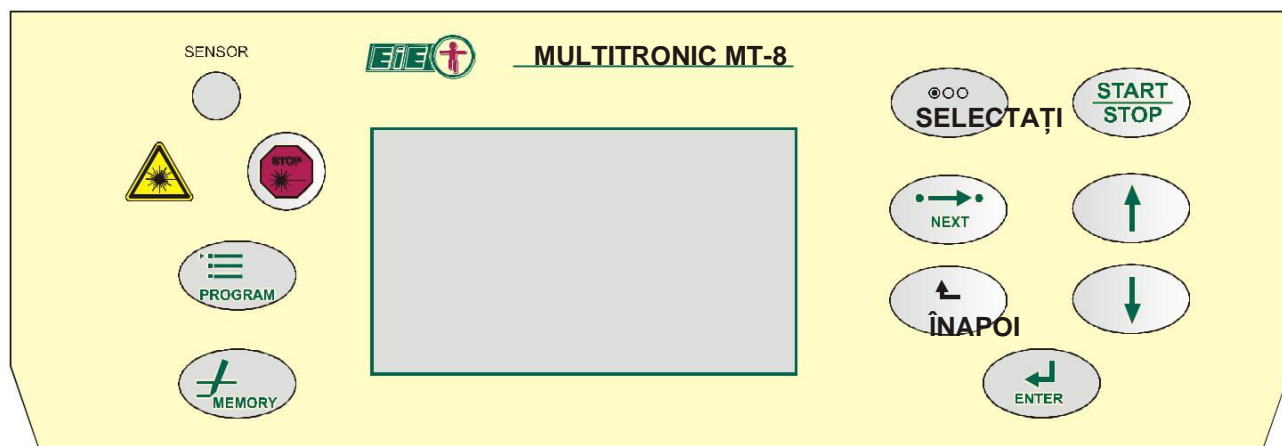 SENSOR
EiE MULTITRONIC MT-8
SELECTAȚI
START
STOP
STOP
NEXT
PROGRAM
ÎNAPOI
MEMORY
ENTER